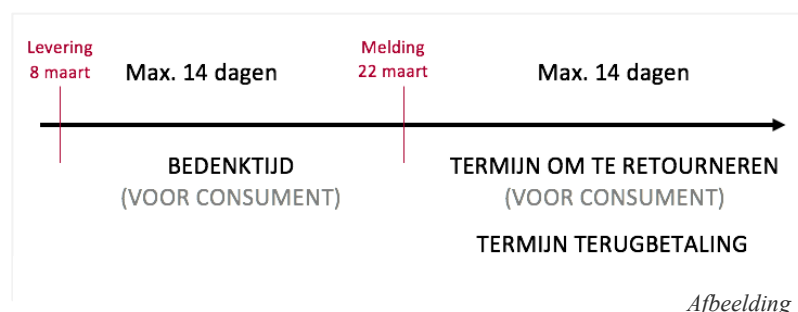 Levering
8 maart
Max. 14 dagen
Melding
22 maart
Max. 14 dagen
BEDENKTIJD
(VOOR CONSUMENT)
TERMIJN OM TE RETOURNEREN
(VOOR CONSUMENT)
TERMIJN TERUGBETALING
Afbeelding